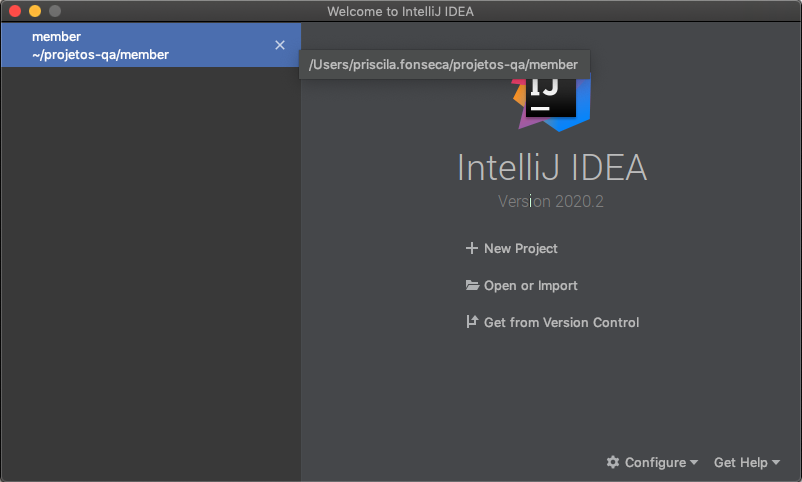 Welcome to IntelliJ IDEA
member
~/projetos-qa/member
/Users/priscila.fonseca/projetos-qa/member
IJ
IntelliJ IDEA
Version 2020.2
New Project
Open or Import
Get from Version Control
Configure
Get Help